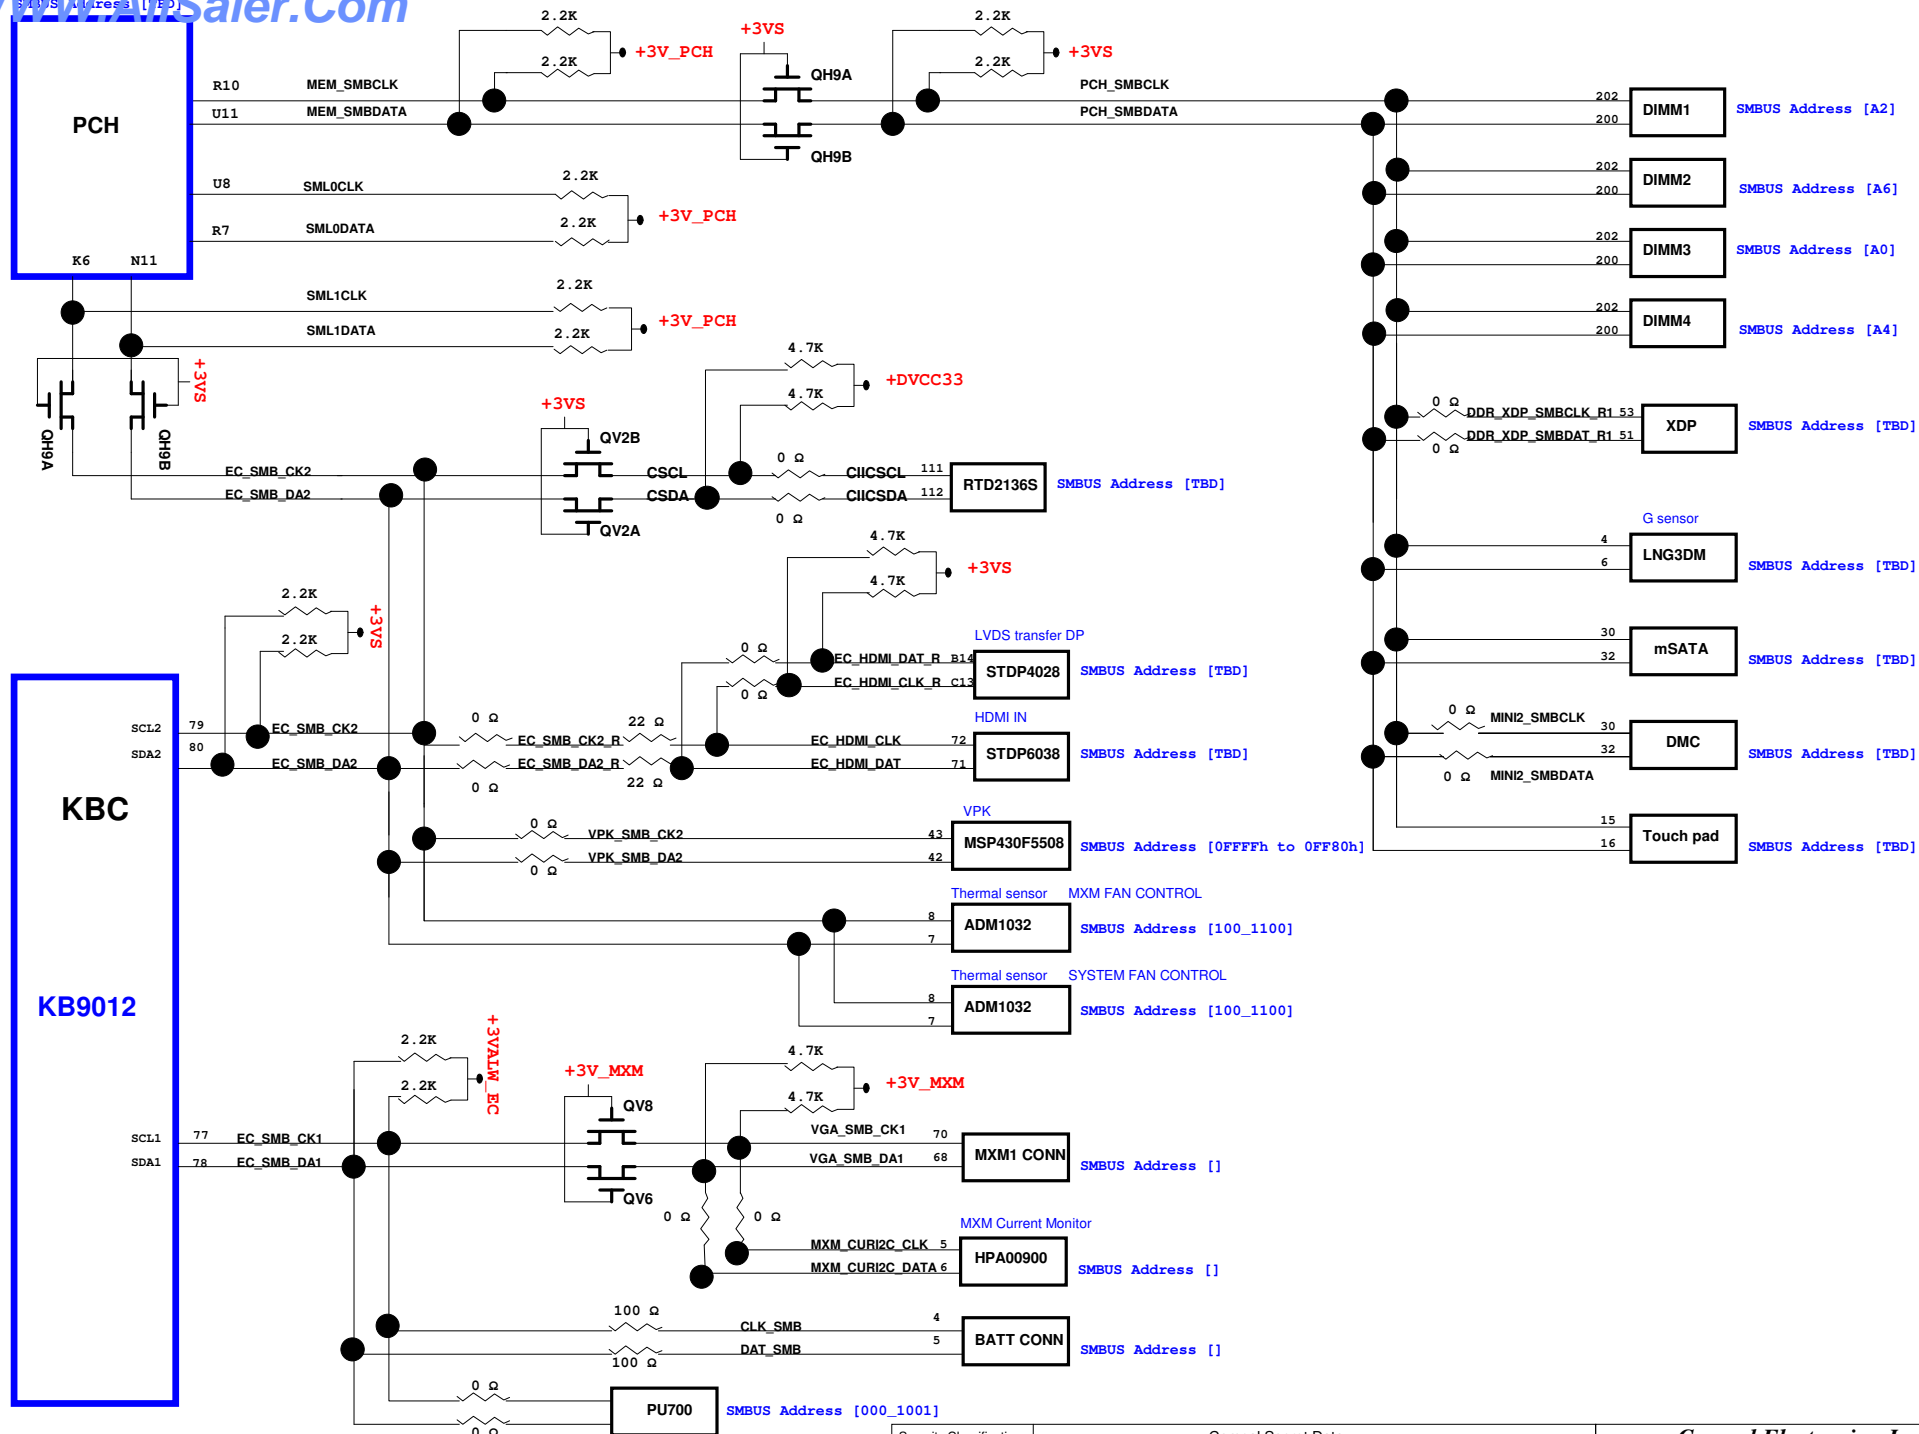 www.AliSaler.Com
SMBUS Address [TBD]
PCH
R10
MEM_SMBCLK
U11
MEM_SMBDATA
2.2K
2.2K
+3V_PCH
+3VS
QH9A
QH9B
2.2K
2.2K
+3VS
PCH_SMBCLK
PCH_SMBDATA
202
200
DIMM1
SMBUS Address [A2]
202
200
DIMM2
SMBUS Address [A6]
202
200
DIMM3
SMBUS Address [A0]
202
200
DIMM4
SMBUS Address [A4]
U8
SML0CLK
2.2K
R7
SML0DATA
2.2K
+3V_PCH
K6
N11
SML1CLK
2.2K
SML1DATA
2.2K
+3V_PCH
+3VS
QH9A
QH9B
4.7K
4.7K
+DVCC33
+3VS
QV2B
QV2A
EC_SMB_CK2
EC_SMB_DA2
CSCL
CSDA
0 Ω
0 Ω
CIICSCL
CIICSDA
111
112
RTD2136S
SMBUS Address [TBD]
0 Ω
DDR_XDP_SMBCLK_R1 53
DDR_XDP_SMBDAT_R1 51
0 Ω
XDP
SMBUS Address [TBD]
G sensor
4
6
LNG3DM
SMBUS Address [TBD]
30
32
mSATA
SMBUS Address [TBD]
0 Ω
MINI2_SMBCLK
30
32
0 Ω
MINI2_SMBDATA
DMC
SMBUS Address [TBD]
15
16
Touch pad
SMBUS Address [TBD]
4.7K
4.7K
+3VS
2.2K
2.2K
+3VS
LVDS transfer DP
0 Ω
EC_HDMI_DAT_R B14
EC_HDMI_CLK_R C13
0 Ω
STDP4028
SMBUS Address [TBD]
HDMI IN
KBC
KB9012
SCL2
79
EC_SMB_CK2
SDA2
80
EC_SMB_DA2
0 Ω
EC_SMB_CK2_R
22 Ω
EC_SMB_DA2_R
0 Ω
22 Ω
EC_HDMI_CLK
72
EC_HDMI_DAT
71
STDP6038
SMBUS Address [TBD]
VPK
0 Ω
VPK_SMB_CK2
43
VPK_SMB_DA2
42
0 Ω
MSP430F5508
SMBUS Address [0FFFFh to 0FF80h]
Thermal sensor
MXM FAN CONTROL
8
7
ADM1032
SMBUS Address [100_1100]
Thermal sensor
SYSTEM FAN CONTROL
8
7
ADM1032
SMBUS Address [100_1100]
2.2K
2.2K
+3VALW_EC
+3V_MXM
QV8
QV6
4.7K
4.7K
+3V_MXM
SCL1
77
EC_SMB_CK1
SDA1
78
EC_SMB_DA1
VGA_SMB_CK1
70
VGA_SMB_DA1
68
MXM1 CONN
SMBUS Address []
0 Ω
0 Ω
MXM Current Monitor
MXM_CURI2C_CLK 5
MXM_CURI2C_DATA 6
HPA00900
SMBUS Address []
100 Ω
CLK_SMB
4
DAT_SMB
5
100 Ω
BATT CONN
SMBUS Address []
0 Ω
0 Ω
PU700
SMBUS Address [000_1001]